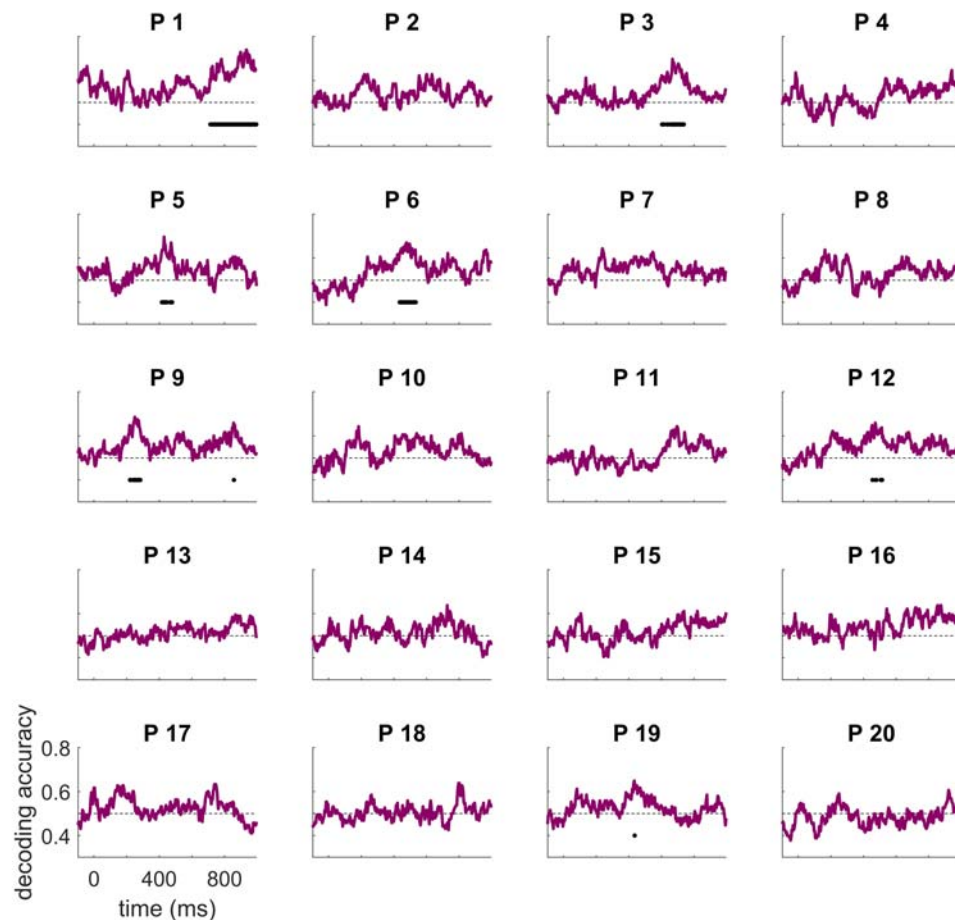 P 1 P 2 P 3 P 4
P 5 P 6 P 7 P 8
P 9 P 10 P 11 P 12
P 13 P 14 P 15 P 16
P 17 P 18 P 19 P 20
decoding accuracy
0.8
0.6
0.4
0 400 800
time (ms)